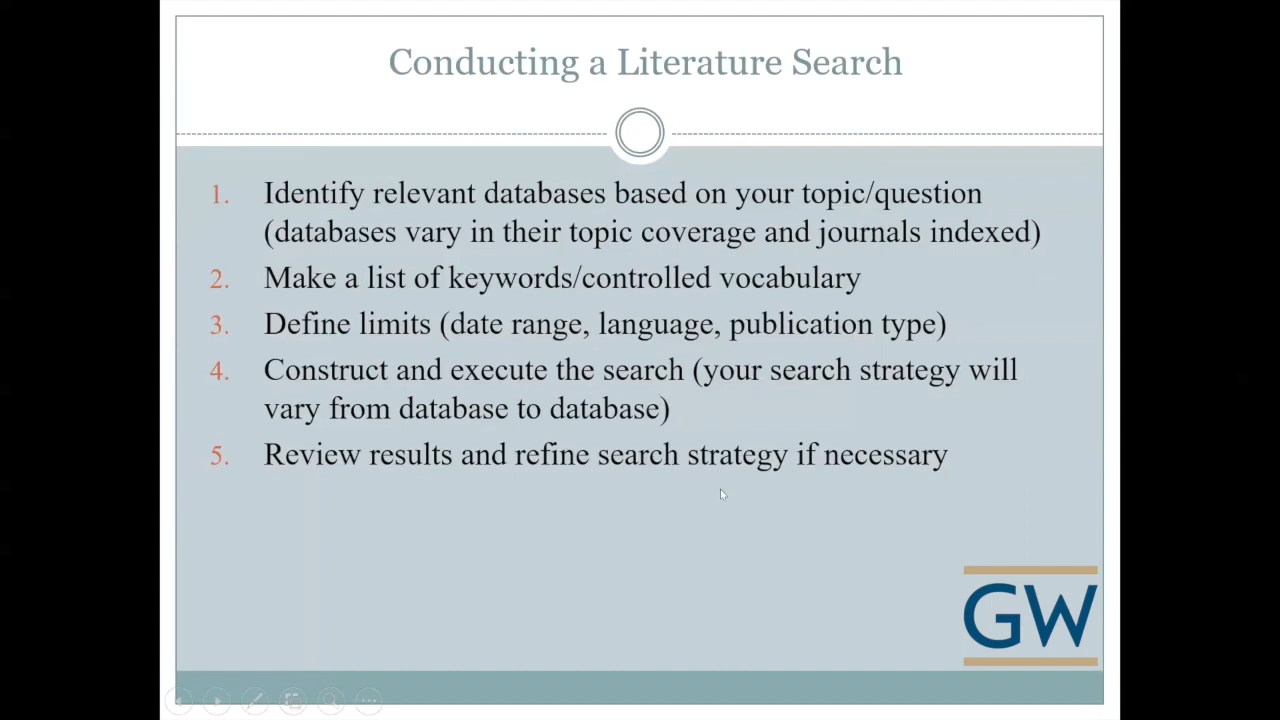 Conducting a Literature Search
1. Identify relevant databases based on your topic/question
(databases vary in their topic coverage and journals indexed)
2. Make a list of keywords/controlled vocabulary
3. Define limits (date range, language, publication type)
4. Construct and execute the search (your search strategy will
vary from database to database)
5. Review results and refine search strategy if necessary
GW